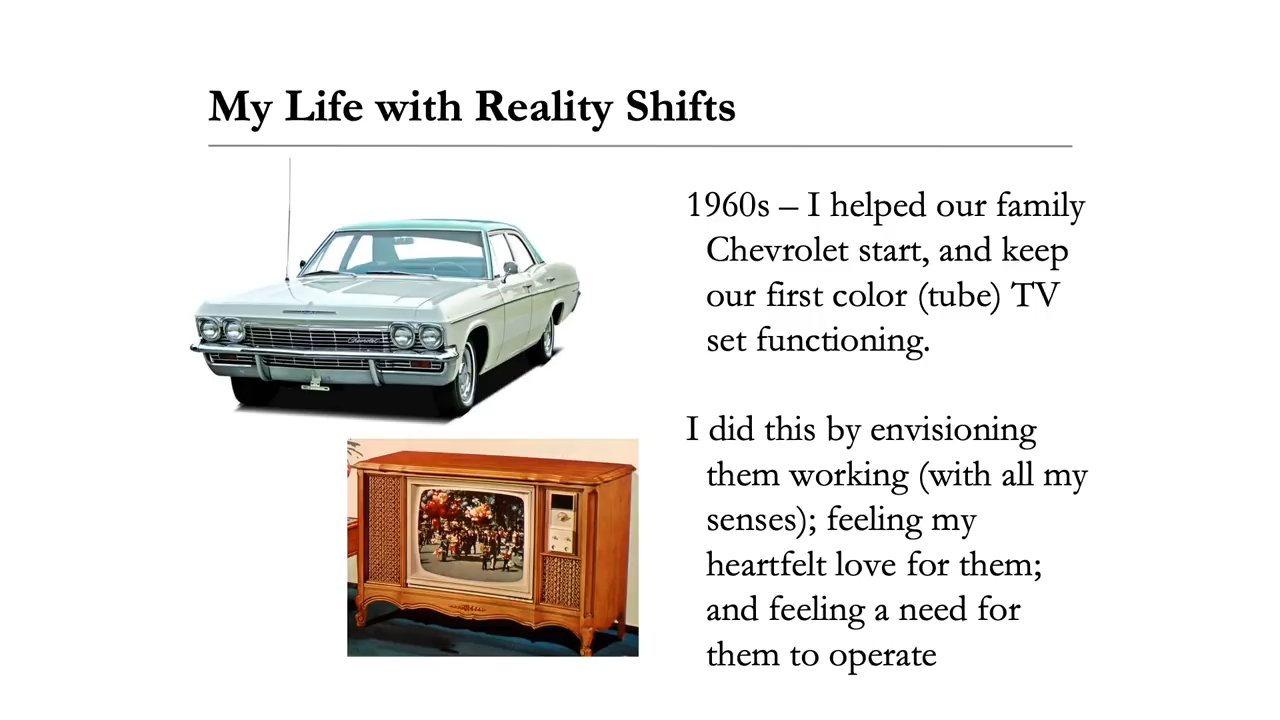 My Life with Reality Shifts
1960s – I helped our family
Chevrolet start, and keep
our first color (tube) TV
set functioning.
I did this by envisioning
them working (with all my
senses); feeling my
heartfelt love for them;
and feeling a need for
them to operate